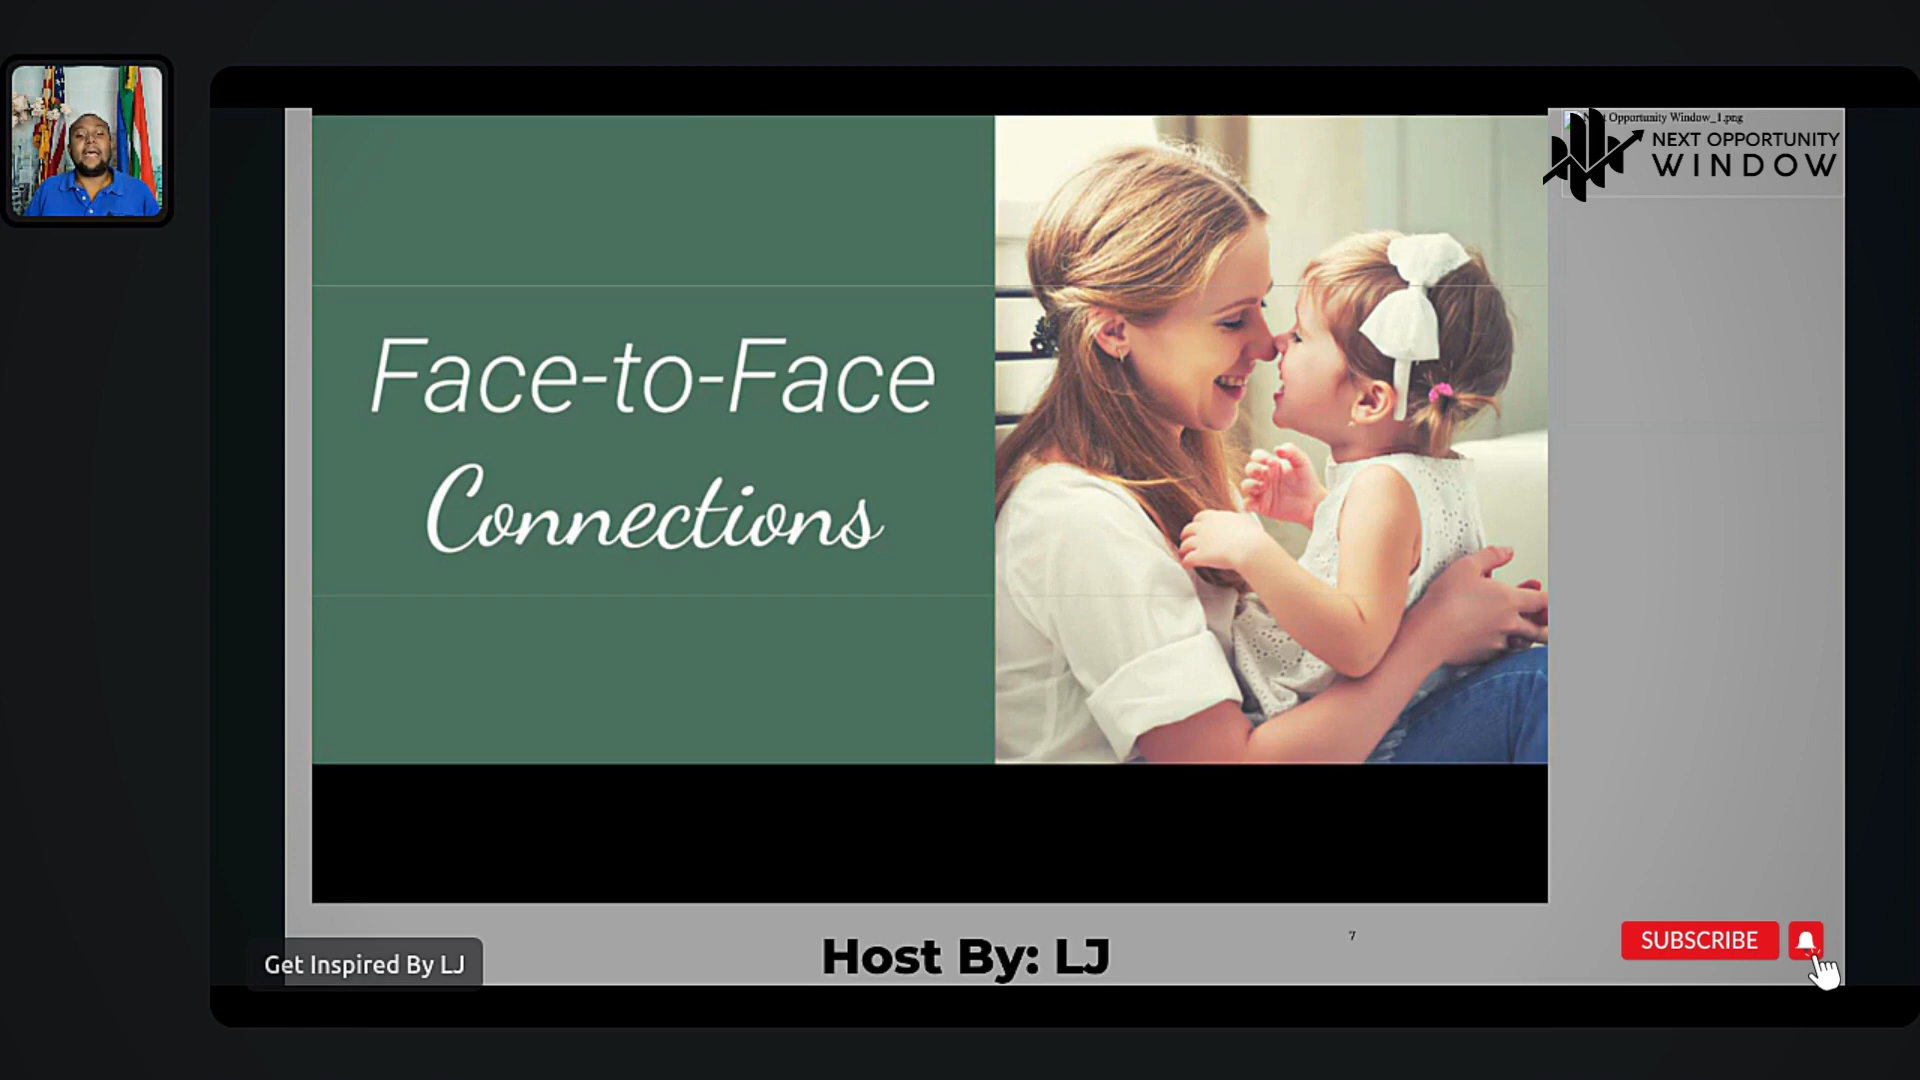 Next Opportunity Window_1.png
NEXT OPPORTUNITY
WINDOW
Face-to-Face
Connections
Host By: LJ
7
SUBSCRIBE
Get Inspired By LJ